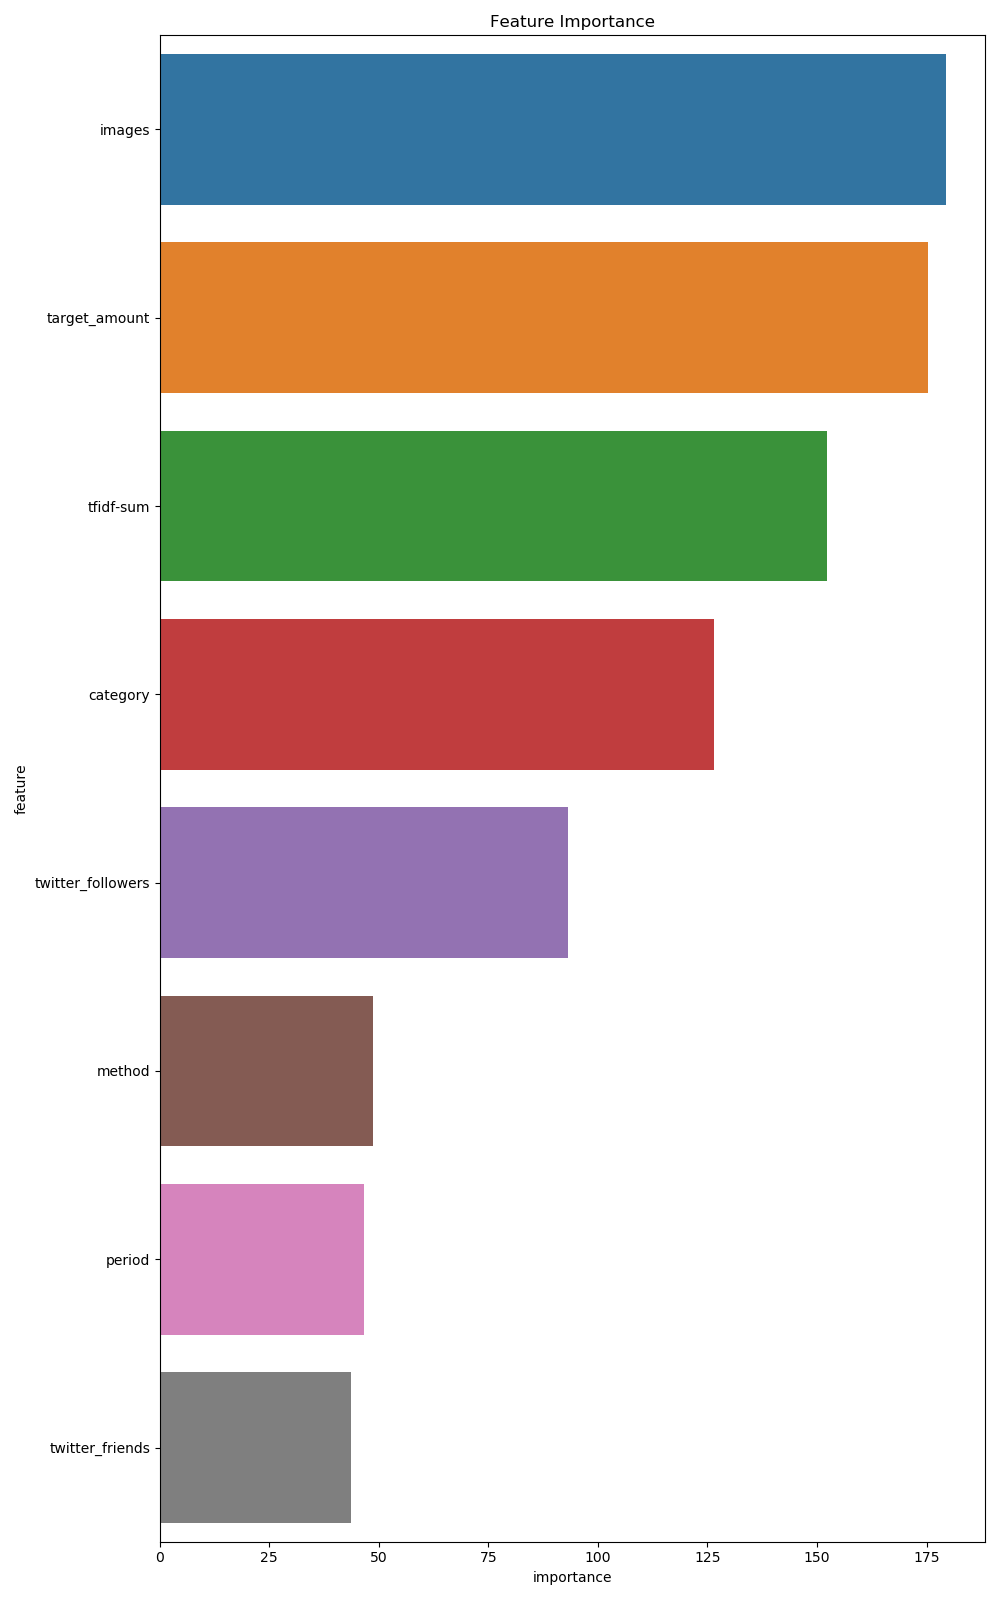 Feature Importance
images
target_amount
tfidf-sum
category
feature
twitter_followers
method
period
twitter_friends
0 25 50 75 100 125 150 175
importance